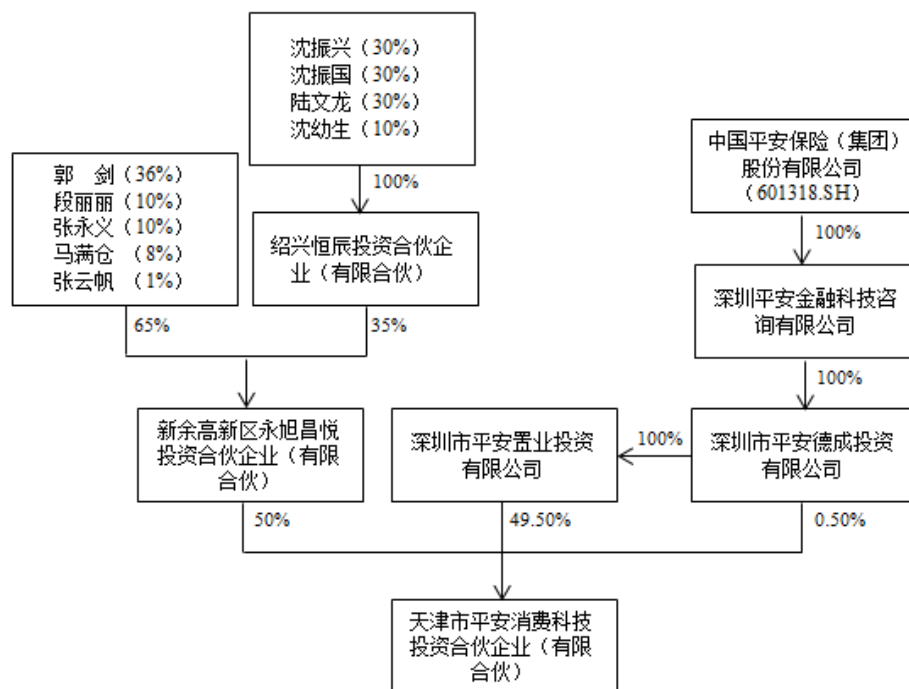 沈振兴（30%）
沈振国（30%）
陆文龙（30%）
沈幼生（10%）
郭　剑（36%）
段丽丽（10%）
张永义（10%）
马满仓 （8%）
张云帆 （1%）
100%
绍兴恒辰投资合伙企
业（有限合伙）
中国平安保险（集团）
股份有限公司
（601318.SH）
100%
深圳平安金融科技咨
询有限公司
65%
35%
100%
新余高新区永旭昌悦
投资合伙企业（有限
合伙）
深圳市平安置业投资
有限公司
100%
深圳市平安德成投资
有限公司
50%
49.50%
0.50%
天津市平安消费科技
投资合伙企业（有限
合伙）